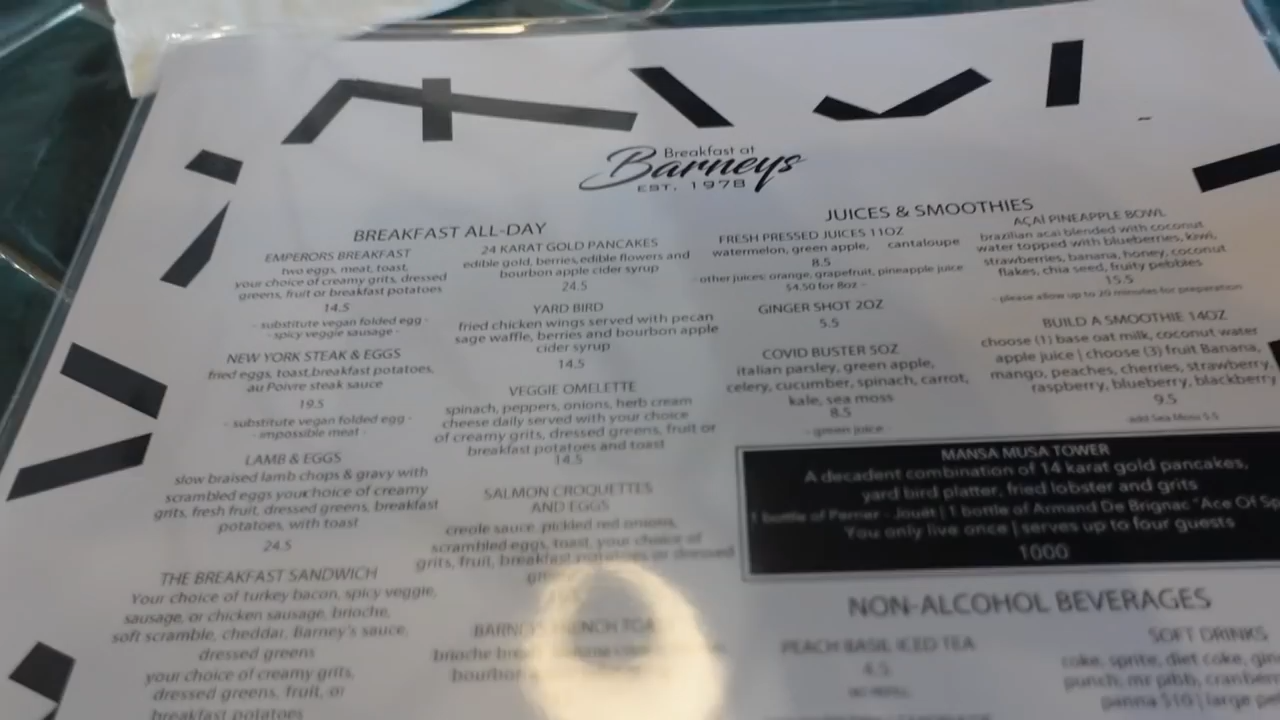 Breakfast at
Barneys
EST. 1978
BREAKFAST ALL-DAY
EMPERORS BREAKFAST
two eggs, meat, toast,
your choice of creamy grits, dressed
greens, fruit or breakfast potatoes
14.5
- substitute vegan folded egg -
- spicy veggie sausage -
NEW YORK STEAK & EGGS
fried eggs, toast,breakfast potatoes,
au Poivre steak sauce
19.5
- substitute vegan folded egg -
- impossible meat -
LAMB & EGGS
slow braised lamb chops & gravy with
scrambled eggs your choice of creamy
grits, fresh fruit, dressed greens, breakfast
potatoes, with toast
24.5
THE BREAKFAST SANDWICH
Your choice of turkey bacon, spicy veggie,
sausage, or chicken sausage, brioche,
soft scramble, cheddar, Barney's sauce,
dressed greens
your choice of creamy grits,
dressed greens, fruit, or
breakfast potatoes
24 KARAT GOLD PANCAKES
edible gold, berries, edible flowers and
bourbon apple cider syrup
24.5
YARD BIRD
fried chicken wings served with pecan
sage waffle, berries and bourbon apple
cider syrup
14.5
VEGGIE OMELETTE
spinach, peppers, onions, herb cream
cheese daily served with your choice
of creamy grits, dressed greens, fruit or
breakfast potatoes and toast
14.5
SALMON CROQUETTES
AND EGGS
creole sauce, pickled red onions,
scrambled eggs, toast, your choice of
grits, fruit, breakfast potatoes or dressed
brioche
bourbon
JUICES & SMOOTHIES
FRESH PRESSED JUICES 11OZ
watermelon, green apple, cantaloupe
8.5
- other juices: orange, grapefruit, pineapple juice
$4.50 for 8oz -
GINGER SHOT 2OZ
5.5
COVID BUSTER 5OZ
italian parsley, green apple,
celery, cucumber, spinach, carrot,
kale, sea moss
8.5
- green juice -
AÇAÍ PINEAPPLE BOWL
brazilian acai blended with coconut
water topped with blueberries, kiwi,
strawberries, banana, honey, coconut
flakes, chia seed, fruity pebbles
15.5
- please allow up to 20 minutes for preparation
BUILD A SMOOTHIE 14OZ
choose (1) base oat milk, coconut water
apple juice | choose (3) fruit Banana,
mango, peaches, cherries, strawberry,
raspberry, blueberry, blackberry
9.5
add Sea Moss 5.5
MANSA MUSA TOWER
A decadent combination of 14 karat gold pancakes,
yard bird platter, fried lobster and grits
1 bottle of Perrier - Jouët | 1 bottle of Armand De Brignac "Ace Of Sp
You only live once | serves up to four guests
1000
NON-ALCOHOL BEVERAGES
PEACH BASIL ICED TEA
4.5
SOFT DRINKS
coke, sprite, diet coke, gin
punch, mr pibb, cranber
panna $10 | large pe